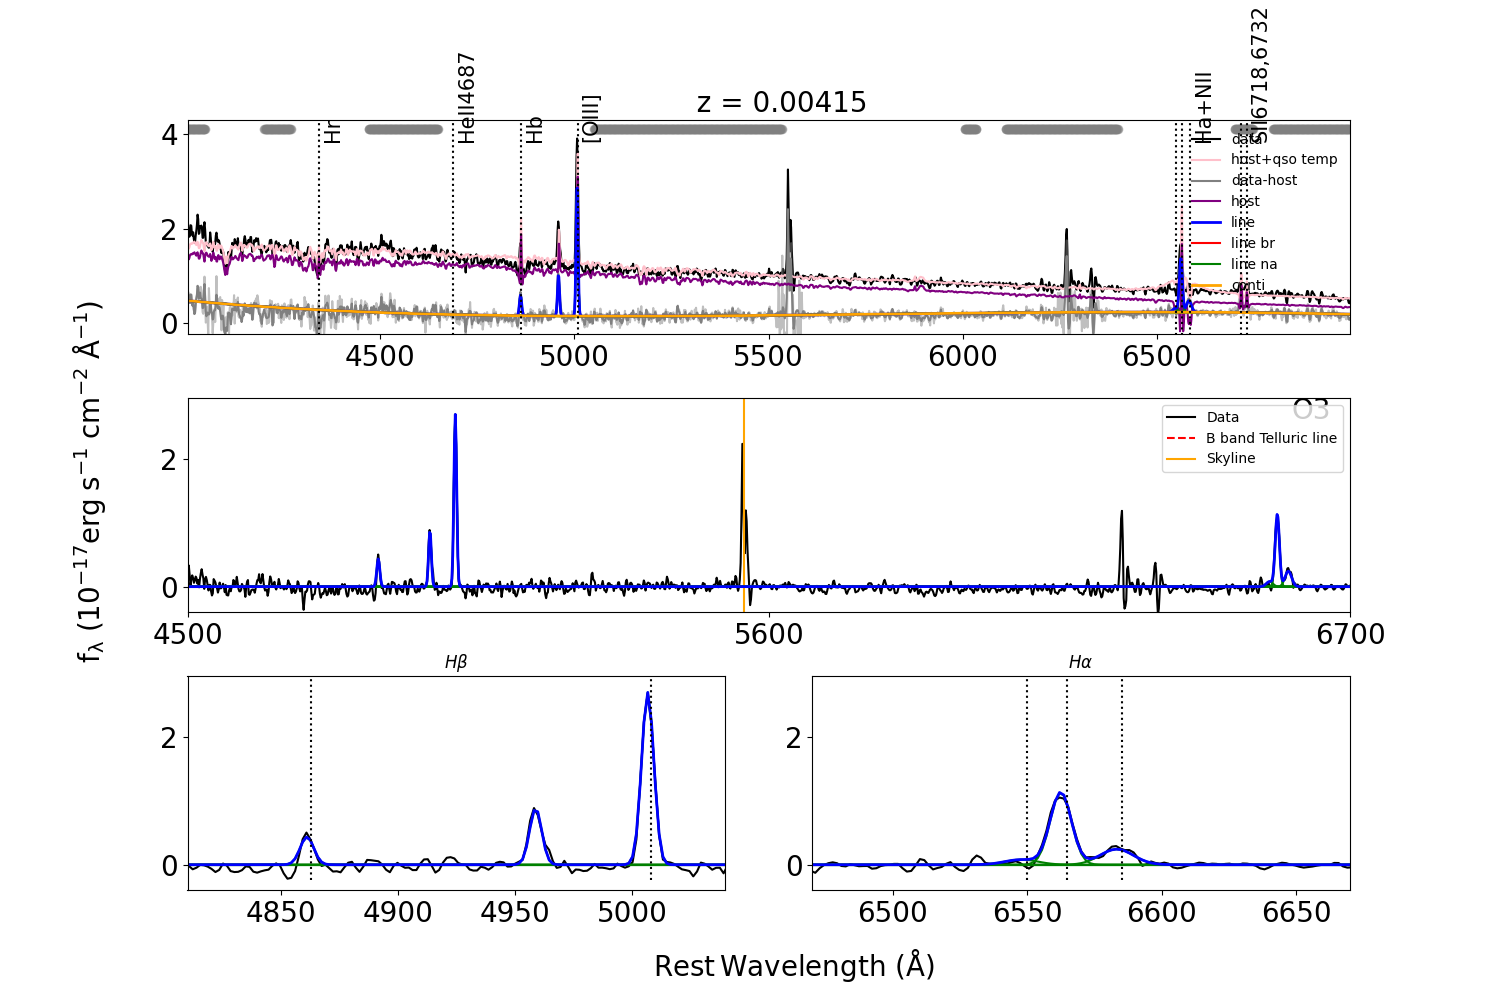 z = 0.00415
Hr
HeII4687
Hb
[OIII]
Ha+NII
SII6718,6732
4
2
0
data
host+qso temp
data-host
host
line
line br
line na
conti
4500 5000 5500 6000 6500
f_λ (10^{-17}erg s^{-1} cm^{-2} Å^{-1})
O3
2
0
Data
B band Telluric line
Skyline
4500 5600 6700
Hβ
2
0
4850 4900 4950 5000
Hα
2
0
6500 6550 6600 6650
Rest Wavelength (Å)